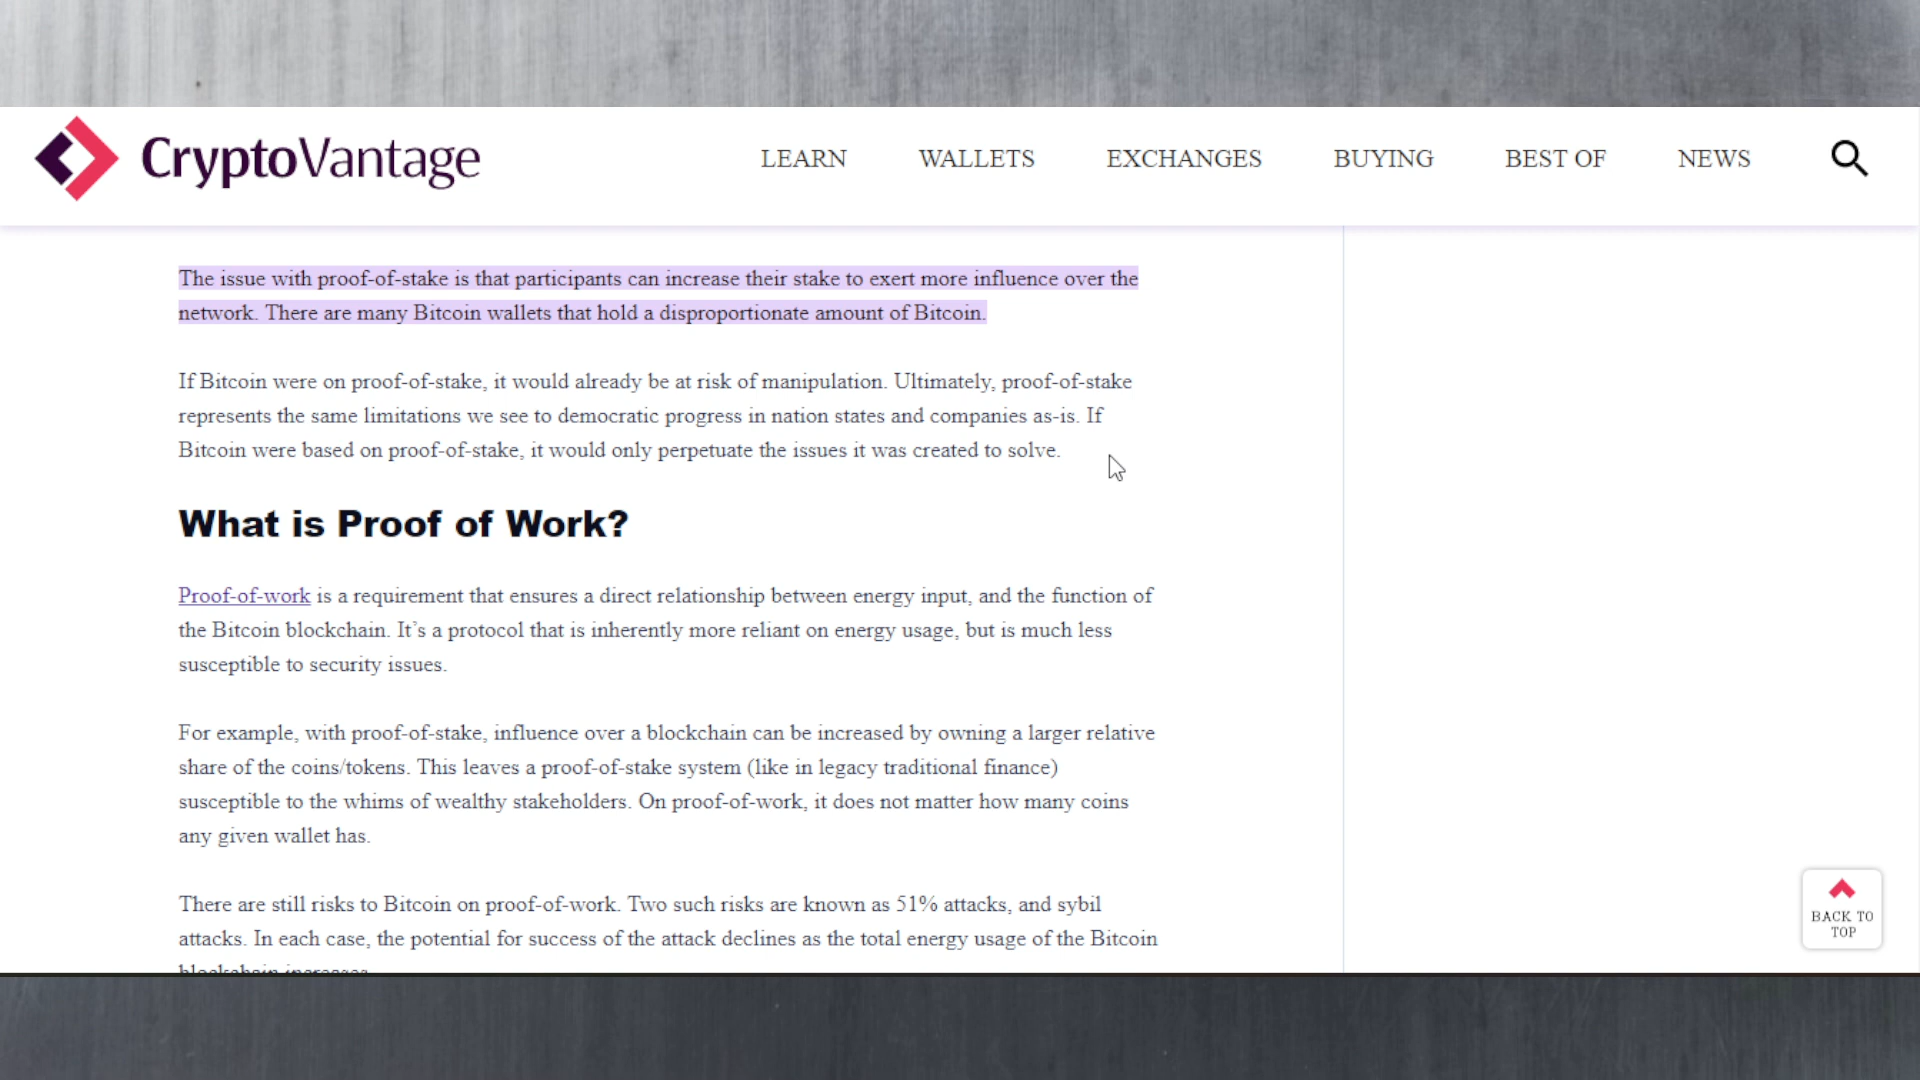 CryptoVantage
LEARN WALLETS EXCHANGES BUYING BEST OF NEWS
The issue with proof-of-stake is that participants can increase their stake to exert more influence over the
network. There are many Bitcoin wallets that hold a disproportionate amount of Bitcoin.
If Bitcoin were on proof-of-stake, it would already be at risk of manipulation. Ultimately, proof-of-stake
represents the same limitations we see to democratic progress in nation states and companies as-is. If
Bitcoin were based on proof-of-stake, it would only perpetuate the issues it was created to solve.
What is Proof of Work?
Proof-of-work is a requirement that ensures a direct relationship between energy input, and the function of
the Bitcoin blockchain. It’s a protocol that is inherently more reliant on energy usage, but is much less
susceptible to security issues.
For example, with proof-of-stake, influence over a blockchain can be increased by owning a larger relative
share of the coins/tokens. This leaves a proof-of-stake system (like in legacy traditional finance)
susceptible to the whims of wealthy stakeholders. On proof-of-work, it does not matter how many coins
any given wallet has.
There are still risks to Bitcoin on proof-of-work. Two such risks are known as 51% attacks, and sybil
attacks. In each case, the potential for success of the attack declines as the total energy usage of the Bitcoin
blockchain increases.
BACK TO
TOP